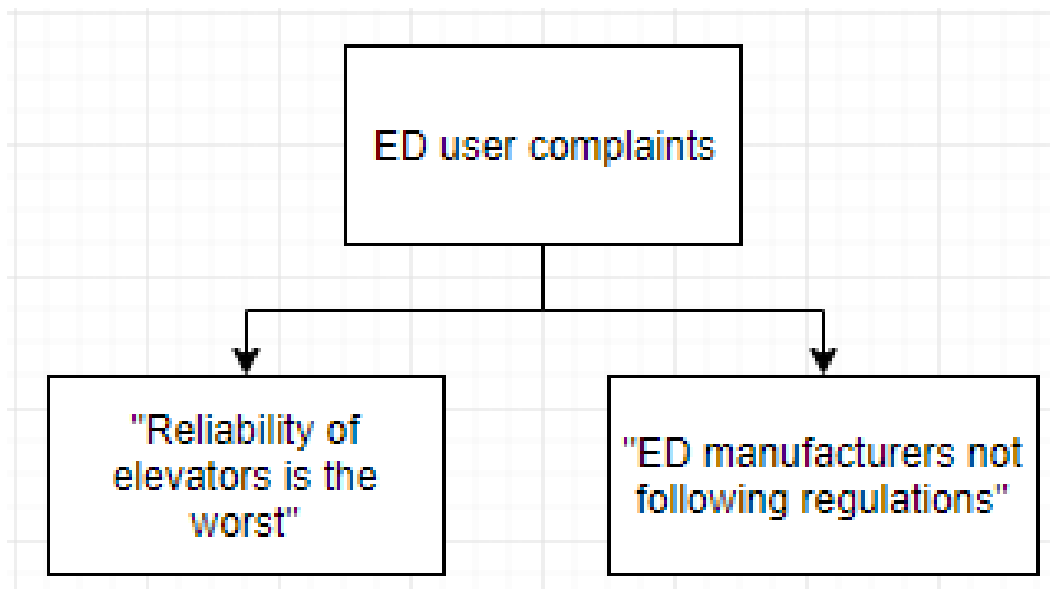 ED user complaints
"Reliability of
elevators is the
worst"
"ED manufacturers not
following regulations"